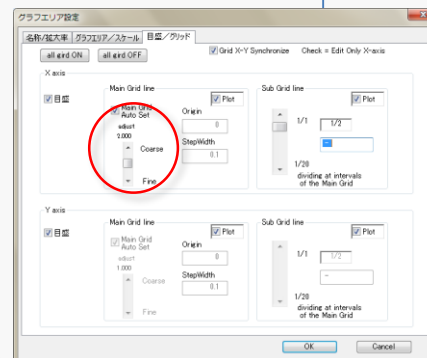 グラフエリア設定
名称/拡大率 グラフエリア/スケール 目盛/グリッド
all gird ON all gird OFF Grid X-Y Synchronize Check = Edit Only X-axis
X axis
目盛
Main Grid line
Plot
Main Grid
Auto Set
adjust
2.000
Coarse
Fine
Origin
0
StepWidth
0.1
Sub Grid line
Plot
1/1 1/2
-
1/20
dividing at intervals
of the Main Grid
Y axis
目盛
Main Grid line
Plot
Main Grid
Auto Set
adjust
1.000
Coarse
Fine
Origin
0
StepWidth
0.1
Sub Grid line
Plot
1/1 1/2
-
1/20
dividing at intervals
of the Main Grid
OK Cancel